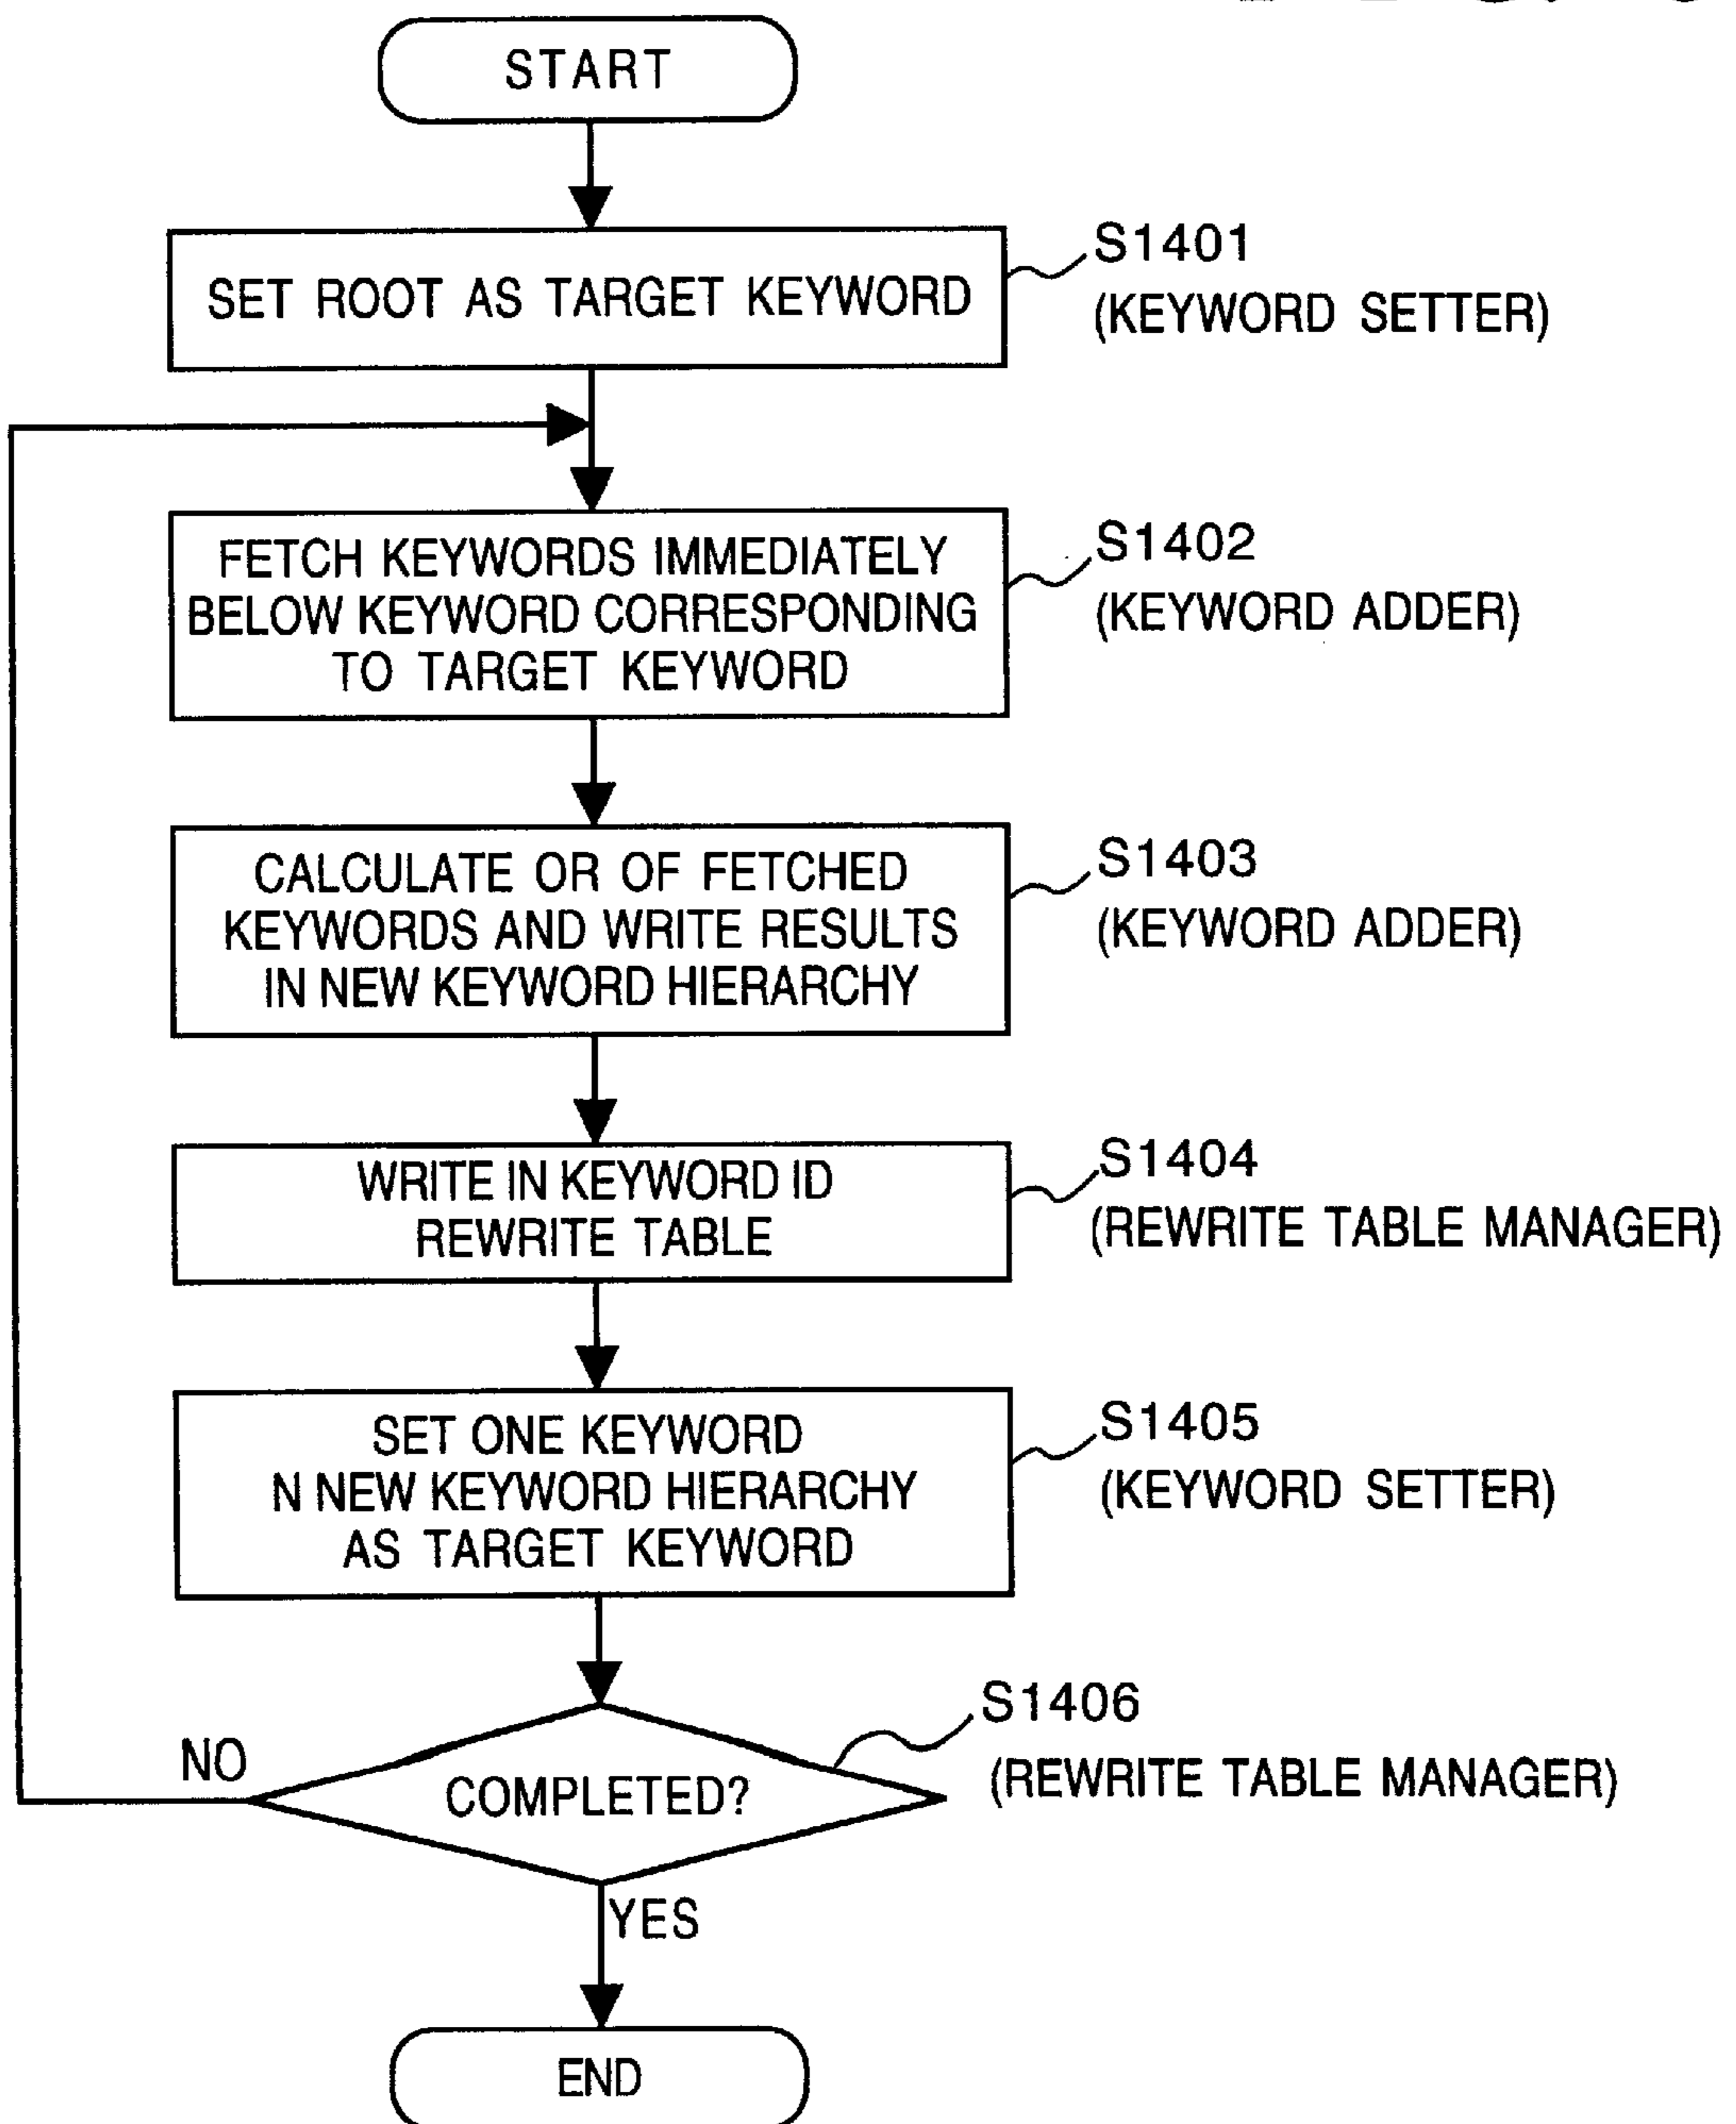 START
SET ROOT AS TARGET KEYWORD
S1401
(KEYWORD SETTER)
FETCH KEYWORDS IMMEDIATELY
BELOW KEYWORD CORRESPONDING
TO TARGET KEYWORD
S1402
(KEYWORD ADDER)
CALCULATE OR OF FETCHED
KEYWORDS AND WRITE RESULTS
IN NEW KEYWORD HIERARCHY
S1403
(KEYWORD ADDER)
WRITE IN KEYWORD ID
REWRITE TABLE
S1404
(REWRITE TABLE MANAGER)
SET ONE KEYWORD
N NEW KEYWORD HIERARCHY
AS TARGET KEYWORD
S1405
(KEYWORD SETTER)
S1406
(REWRITE TABLE MANAGER)
NO
COMPLETED?
YES
END